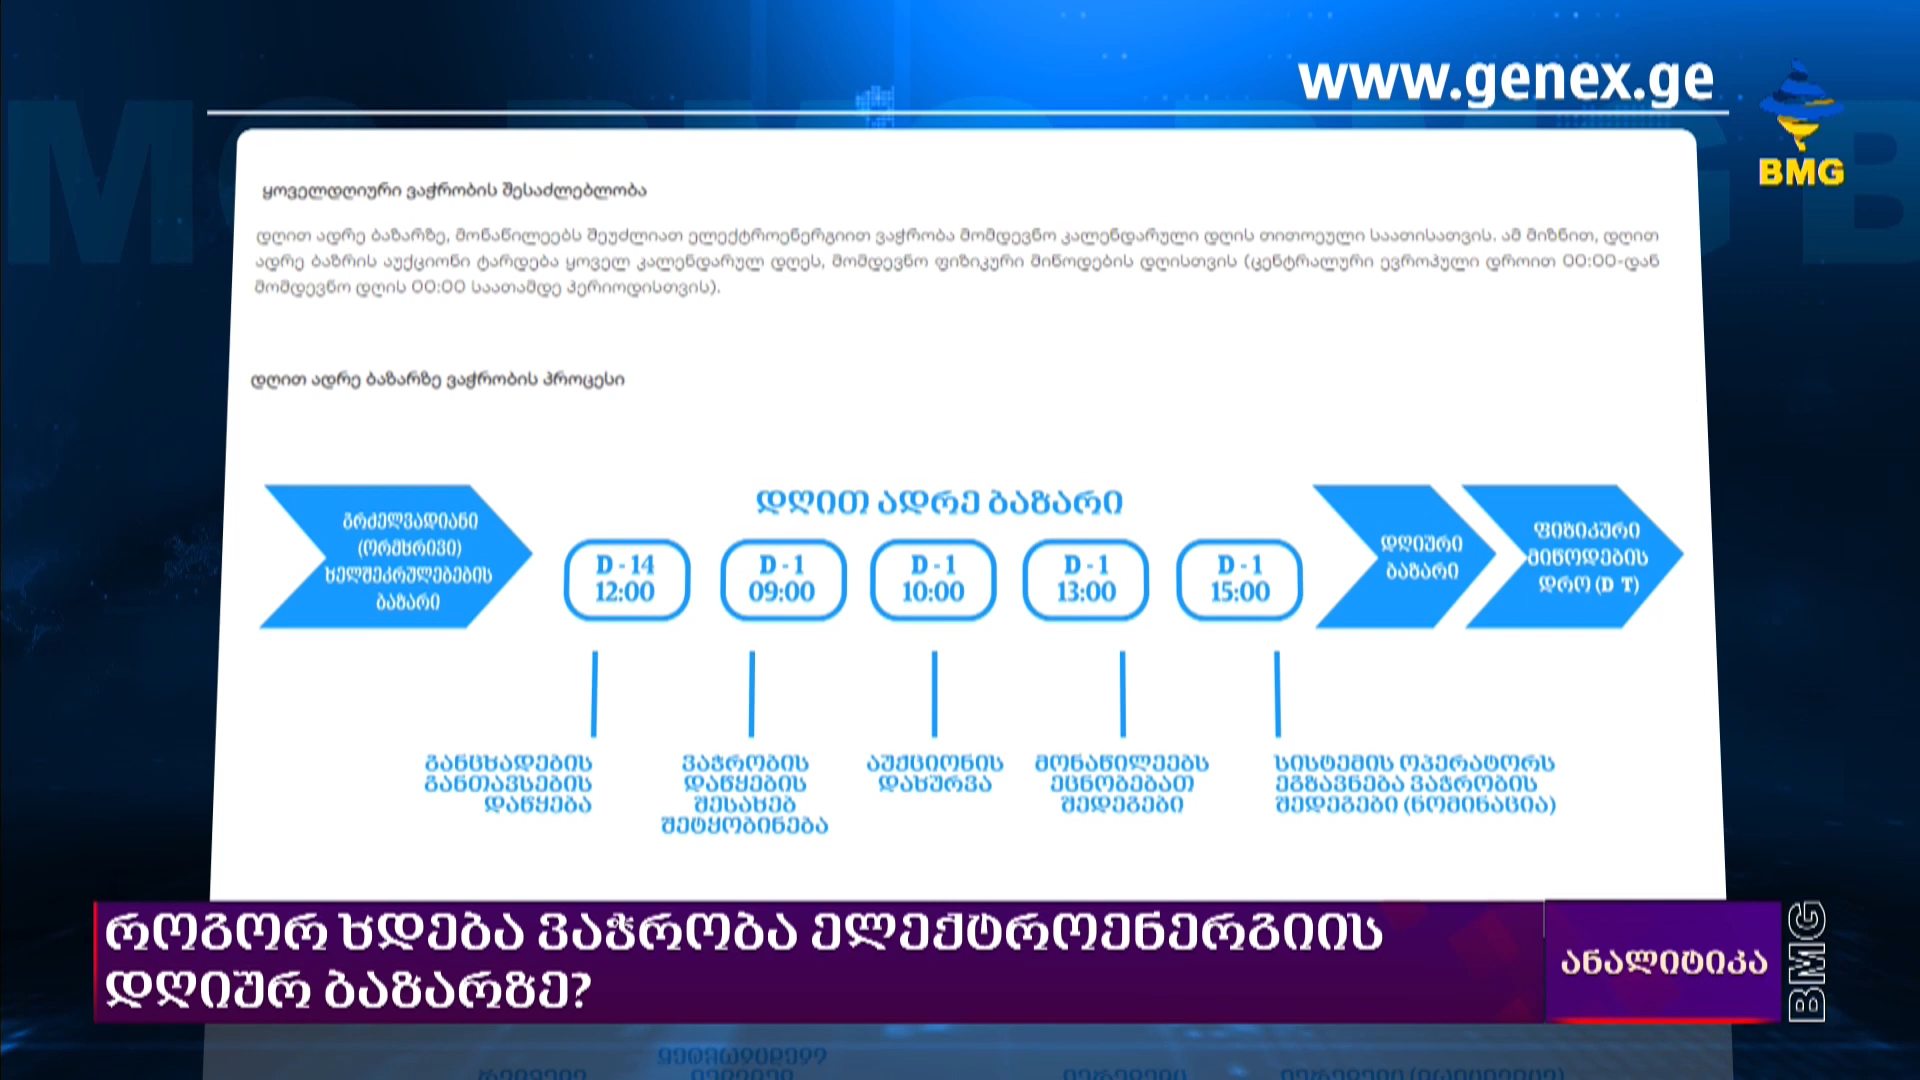 www.genex.ge
BMG
ყოველდღიური ვაჭრობის შესაძლებლობა
დღით ადრე ბაზარზე, მონაწილეებს შეუძლიათ ელექტროენერგიით ვაჭრობა მომდევნო კალენდარული დღის თითოეული საათისათვის. ამ მიზნით, დღით
ადრე ბაზრის აუქციონი ტარდება ყოველ კალენდარულ დღეს, მომდევნო ფიზიკური მიწოდების დღისთვის (ცენტრალური ევროპული დროით 00:00-დან
მომდევნო დღის 00:00 საათამდე პერიოდისთვის).
დღით ადრე ბაზარზე ვაჭრობის პროცესი
დღით ადრე ბაზარი
გრძელვადიანი
(ორმხრივი)
ხელშეკრულებების
ბაზარი
D - 14
12:00
D - 1
09:00
D - 1
10:00
D - 1
13:00
D - 1
15:00
დღიური
ბაზარი
ფიზიკური
მიწოდების
დრო (D T)
განცხადების
განთავსების
დაწყება
ვაჭრობის
დაწყების
შესახებ
შეტყობინება
აუქციონის
დახურვა
მონაწილეებს
ეცნობებათ
შედეგები
სისტემის ოპერატორს
ეგზავნება ვაჭრობის
შედეგები (ნომინაცია)
როგორ ხდება ვაჭრობა ელექტროენერგიის
დღიურ ბაზარზე?
ანალიტიკა
BMG